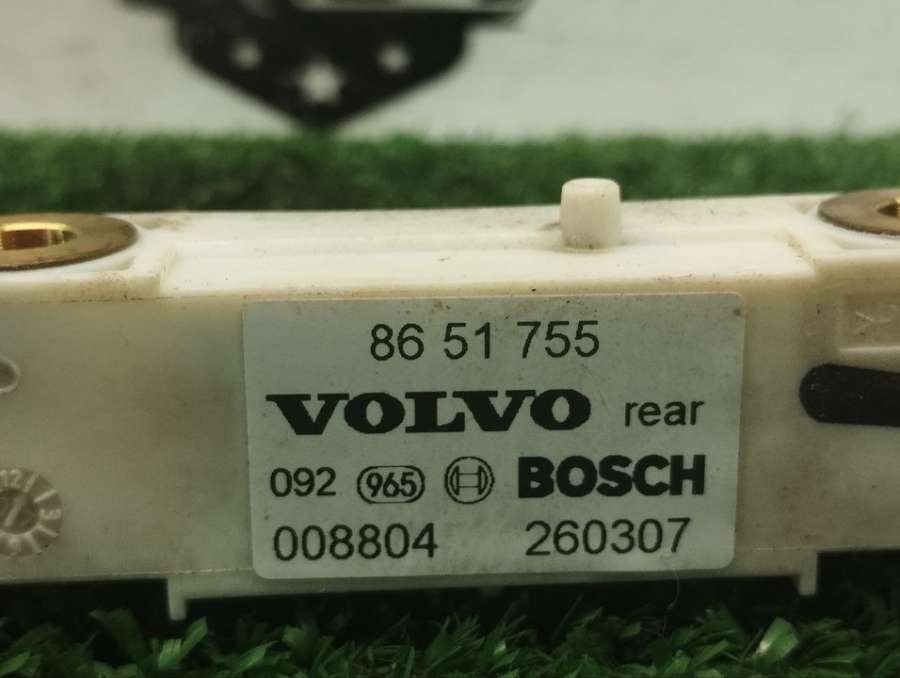 86 51 755
VOLVO rear
092 965 BOSCH
008804 260307